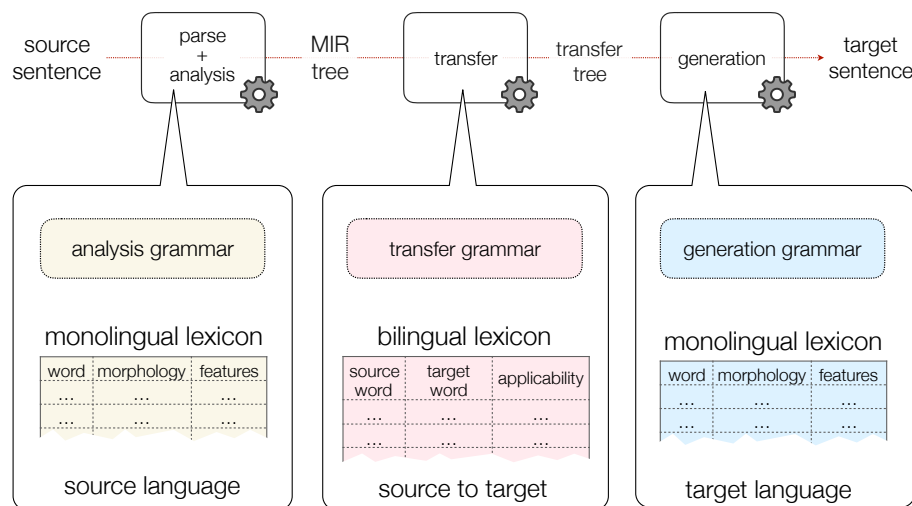 source
sentence
parse
+
analysis
MIR
tree
transfer
transfer
tree
generation
target
sentence
analysis grammar
monolingual lexicon
word morphology features
... ... ...
... ... ...
source language
transfer grammar
bilingual lexicon
source
word
target
word
applicability
... ... ...
... ... ...
source to target
generation grammar
monolingual lexicon
word morphology features
... ... ...
... ... ...
target language